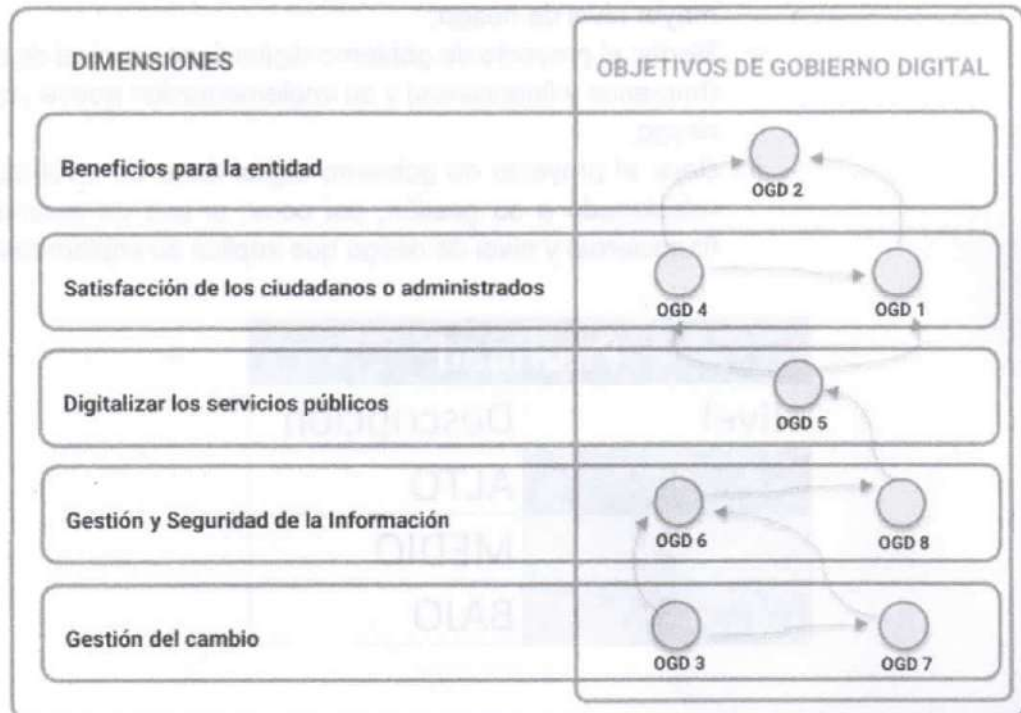 DIMENSIONES
OBJETIVOS DE GOBIERNO DIGITAL
Beneficios para la entidad
OGD 2
Satisfacción de los ciudadanos o administrados
OGD 4
OGD 1
Digitalizar los servicios públicos
OGD 5
Gestión y Seguridad de la Información
OGD 6
OGD 8
Gestión del cambio
OGD 3
OGD 7